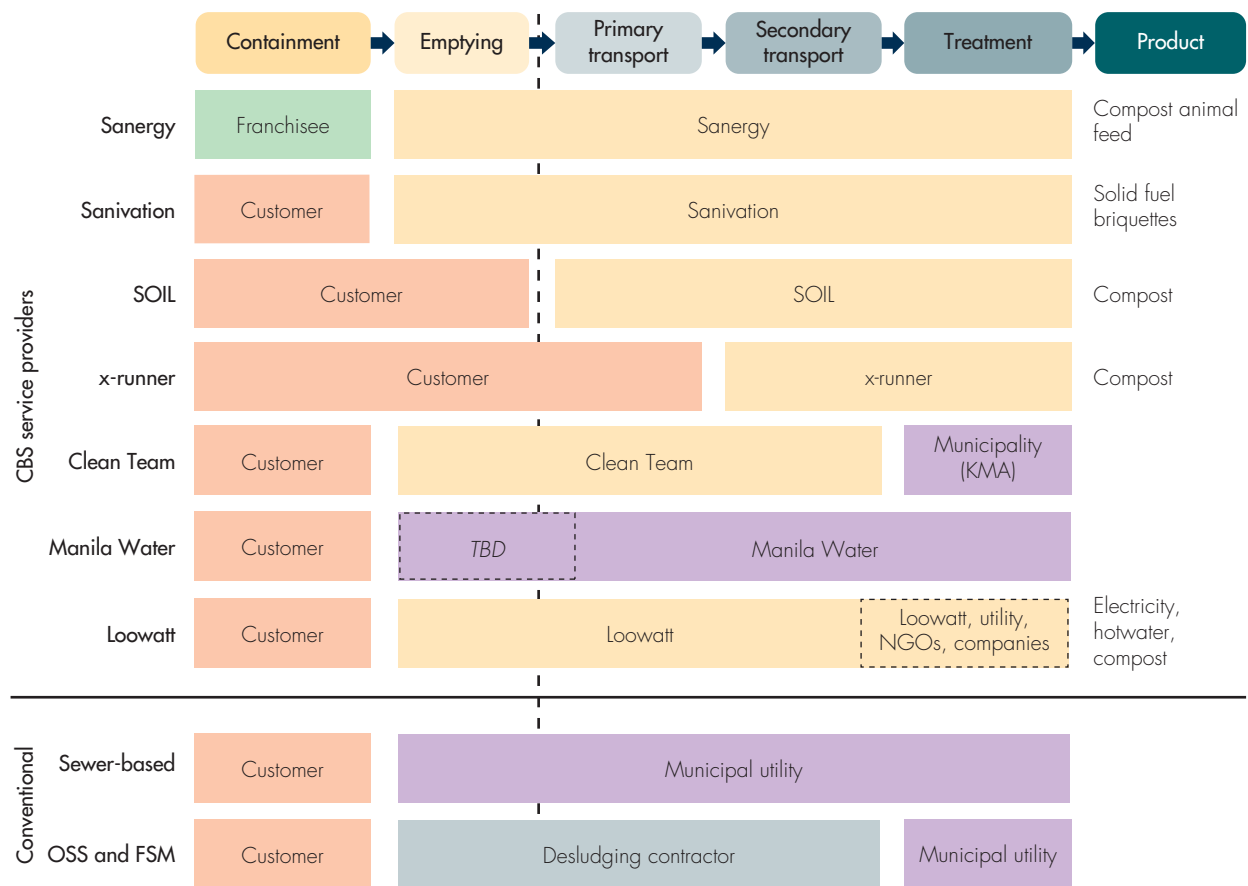 Containment
Emptying
Primary
transport
Secondary
transport
Treatment
Product
CBS service providers
Sanergy
Franchisee
Sanergy
Compost animal
feed
Sanivation
Customer
Sanivation
Solid fuel
briquettes
SOIL
Customer
SOIL
Compost
x-runner
Customer
x-runner
Compost
Clean Team
Customer
Clean Team
Municipality
(KMA)
Manila Water
Customer
TBD
Manila Water
Loowatt
Customer
Loowatt
Loowatt, utility,
NGOs, companies
Electricity,
hotwater,
compost
Conventional
Sewer-based
Customer
Municipal utility
OSS and FSM
Customer
Desludging contractor
Municipal utility